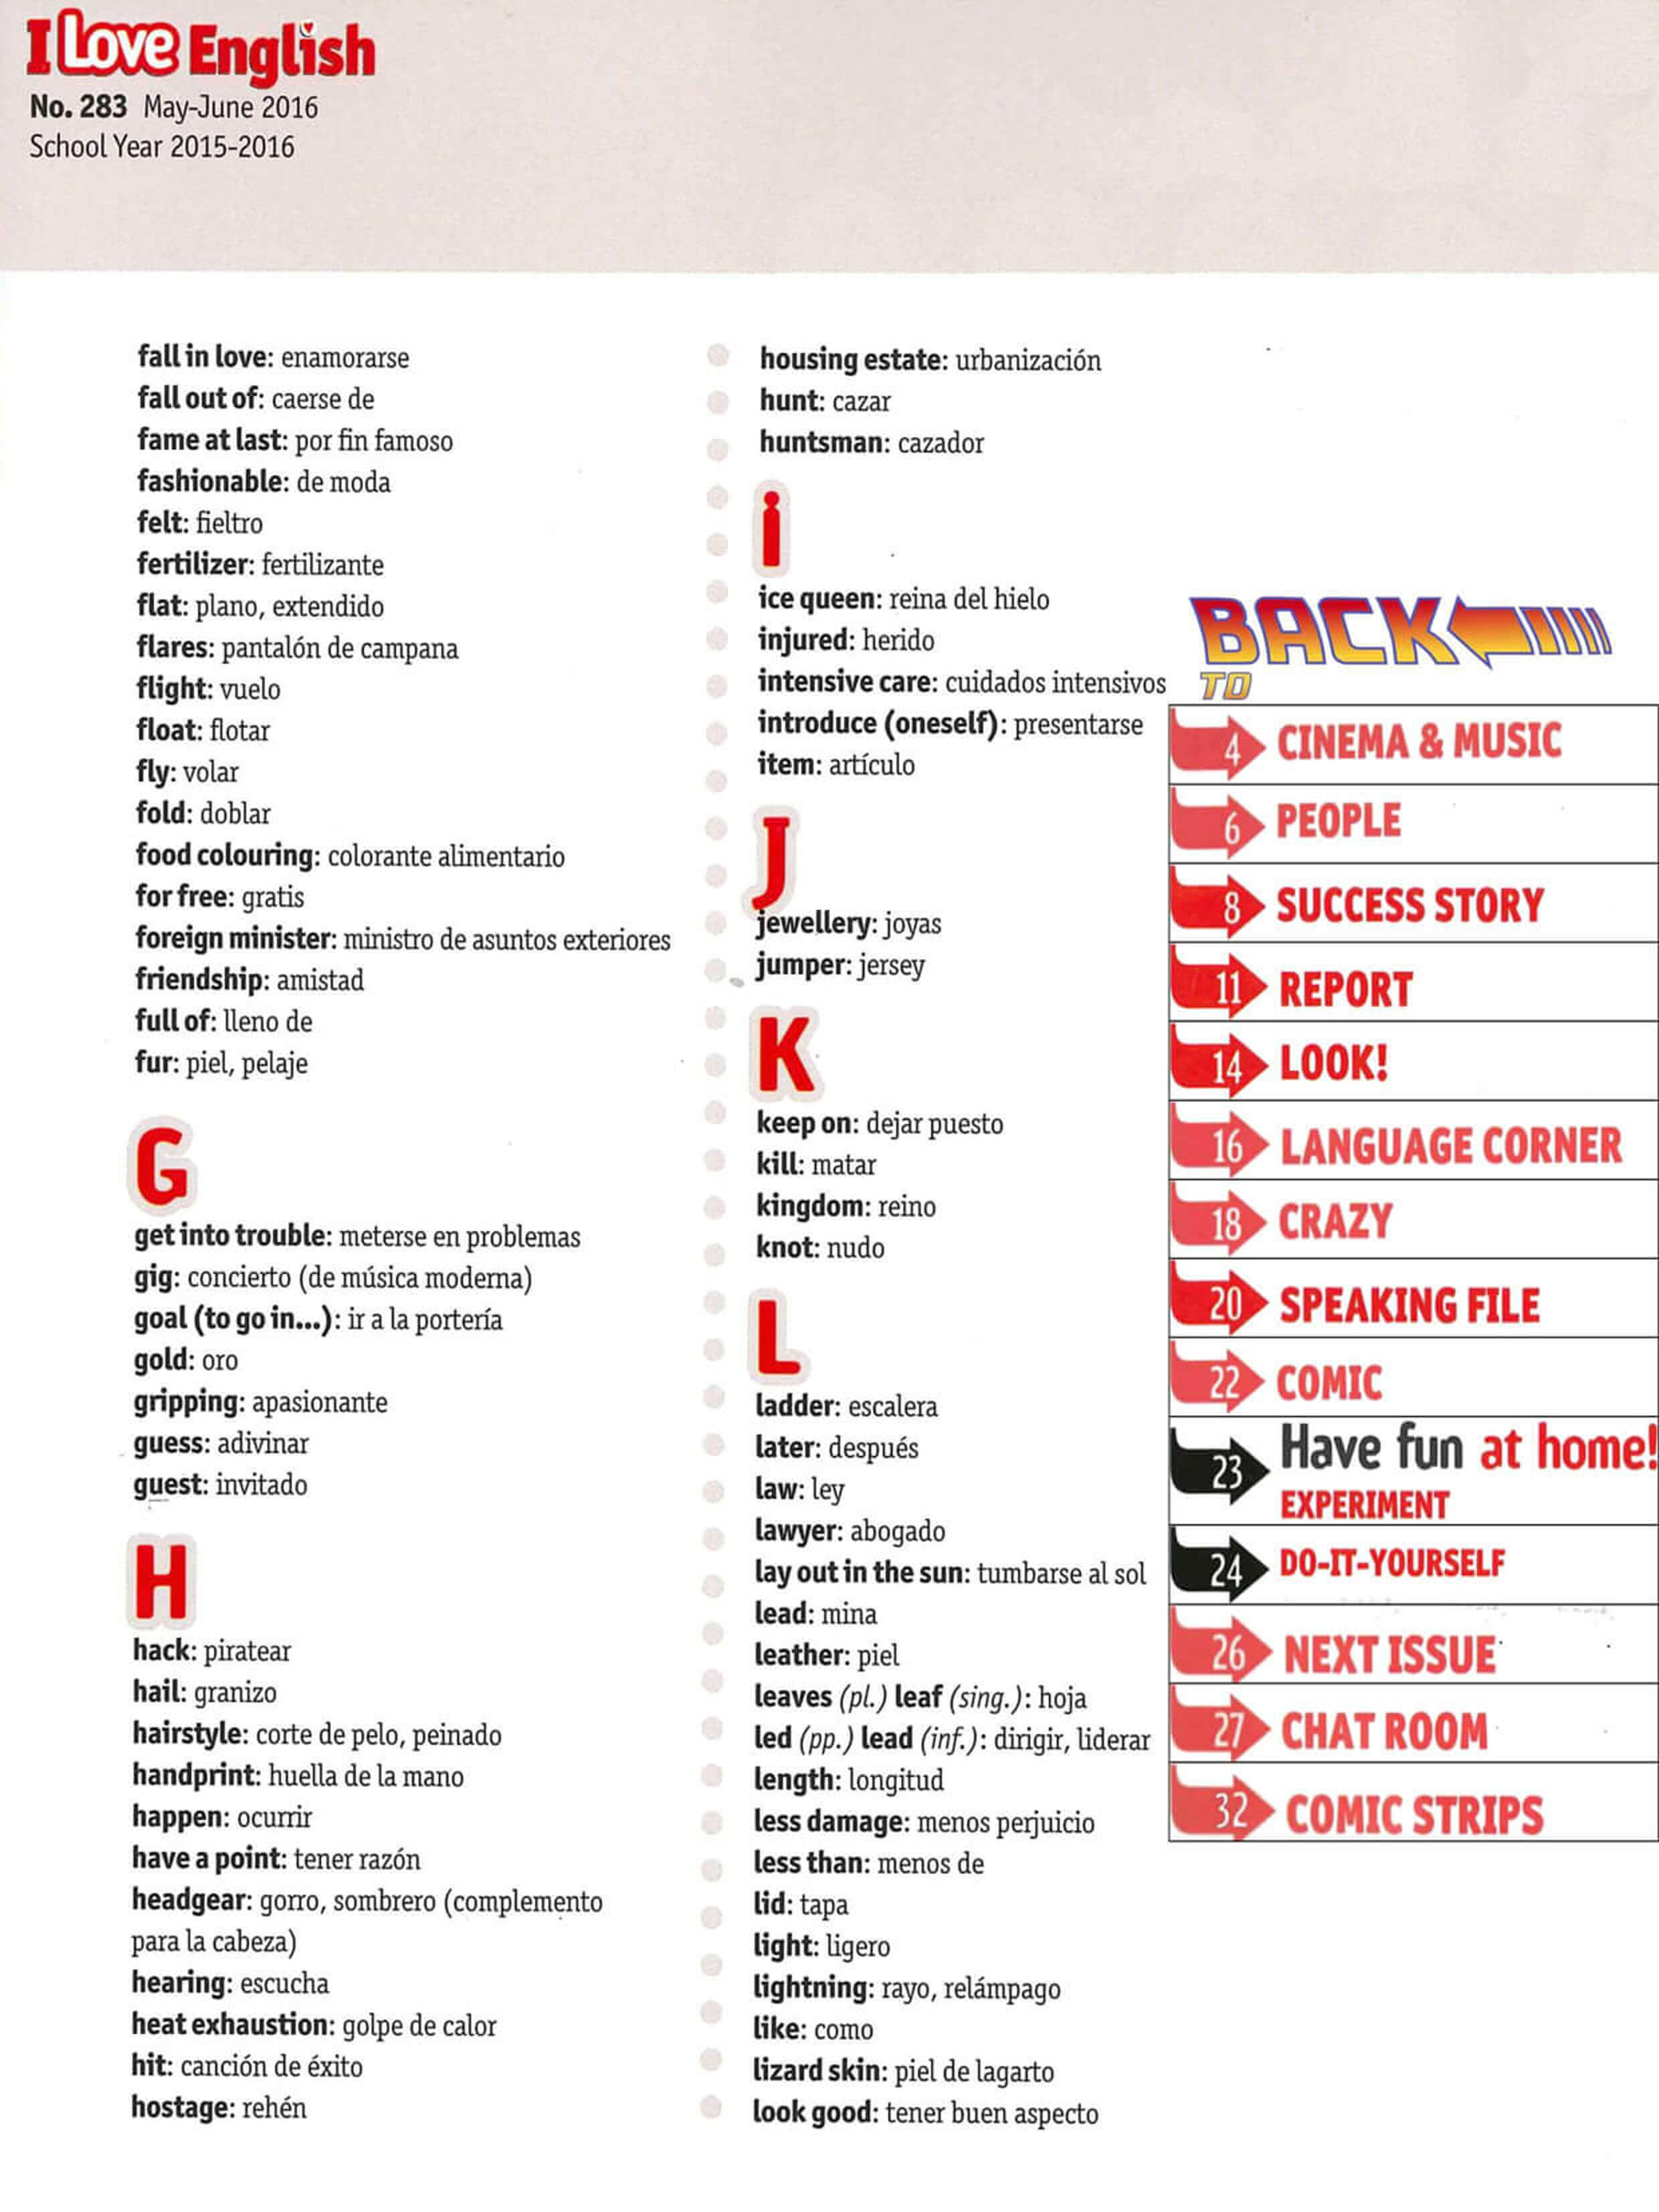 I Love English
No. 283 May-June 2016
School Year 2015-2016
fall in love: enamorarse
fall out of: caerse de
fame at last: por fin famoso
fashionable: de moda
felt: fieltro
fertilizer: fertilizante
flat: plano, extendido
flares: pantalón de campana
flight: vuelo
float: flotar
fly: volar
fold: doblar
food colouring: colorante alimentario
for free: gratis
foreign minister: ministro de asuntos exteriores
friendship: amistad
full of: lleno de
fur: piel, pelaje
G
get into trouble: meterse en problemas
gig: concierto (de música moderna)
goal (to go in...): ir a la portería
gold: oro
gripping: apasionante
guess: adivinar
guest: invitado
H
hack: piratear
hail: granizo
hairstyle: corte de pelo, peinado
handprint: huella de la mano
happen: ocurrir
have a point: tener razón
headgear: gorro, sombrero (complemento
para la cabeza)
hearing: escucha
heat exhaustion: golpe de calor
hit: canción de éxito
hostage: rehén
housing estate: urbanización
hunt: cazar
huntsman: cazador
i
ice queen: reina del hielo
injured: herido
intensive care: cuidados intensivos
introduce (oneself): presentarse
item: artículo
J
jewellery: joyas
jumper: jersey
K
keep on: dejar puesto
kill: matar
kingdom: reino
knot: nudo
L
ladder: escalera
later: después
law: ley
lawyer: abogado
lay out in the sun: tumbarse al sol
lead: mina
leather: piel
leaves (pl.) leaf (sing.): hoja
led (pp.) lead (inf.): dirigir, liderar
length: longitud
less damage: menos perjuicio
less than: menos de
lid: tapa
light: ligero
lightning: rayo, relámpago
like: como
lizard skin: piel de lagarto
look good: tener buen aspecto
BACK
TO
4 CINEMA & MUSIC
6 PEOPLE
8 SUCCESS STORY
11 REPORT
14 LOOK!
16 LANGUAGE CORNER
18 CRAZY
20 SPEAKING FILE
22 COMIC
23 Have fun at home!
EXPERIMENT
24 DO-IT-YOURSELF
26 NEXT ISSUE
27 CHAT ROOM
32 COMIC STRIPS